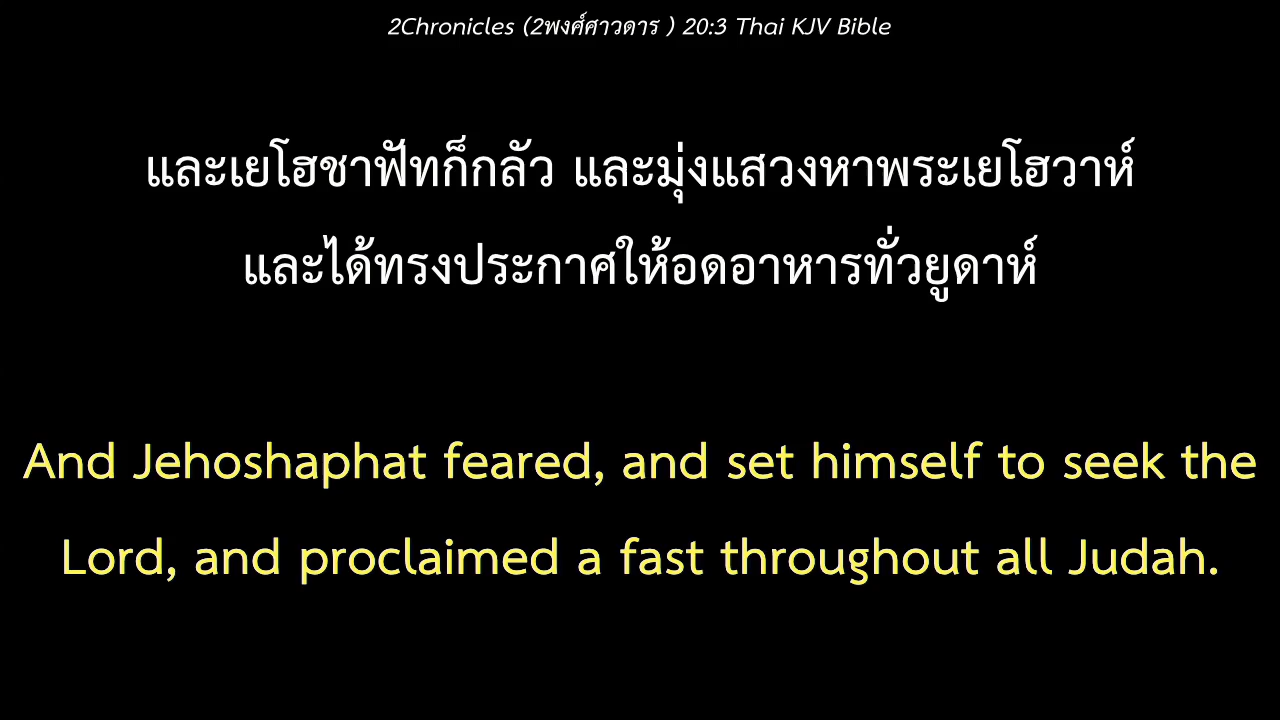 2Chronicles (2พงศ์ศาวดาร ) 20:3 Thai KJV Bible
และเยโฮชาฟัทก็กลัว และมุ่งแสวงหาพระเยโฮวาห์
และได้ทรงประกาศให้อดอาหารทั่วยูดาห์
And Jehoshaphat feared, and set himself to seek the
Lord, and proclaimed a fast throughout all Judah.